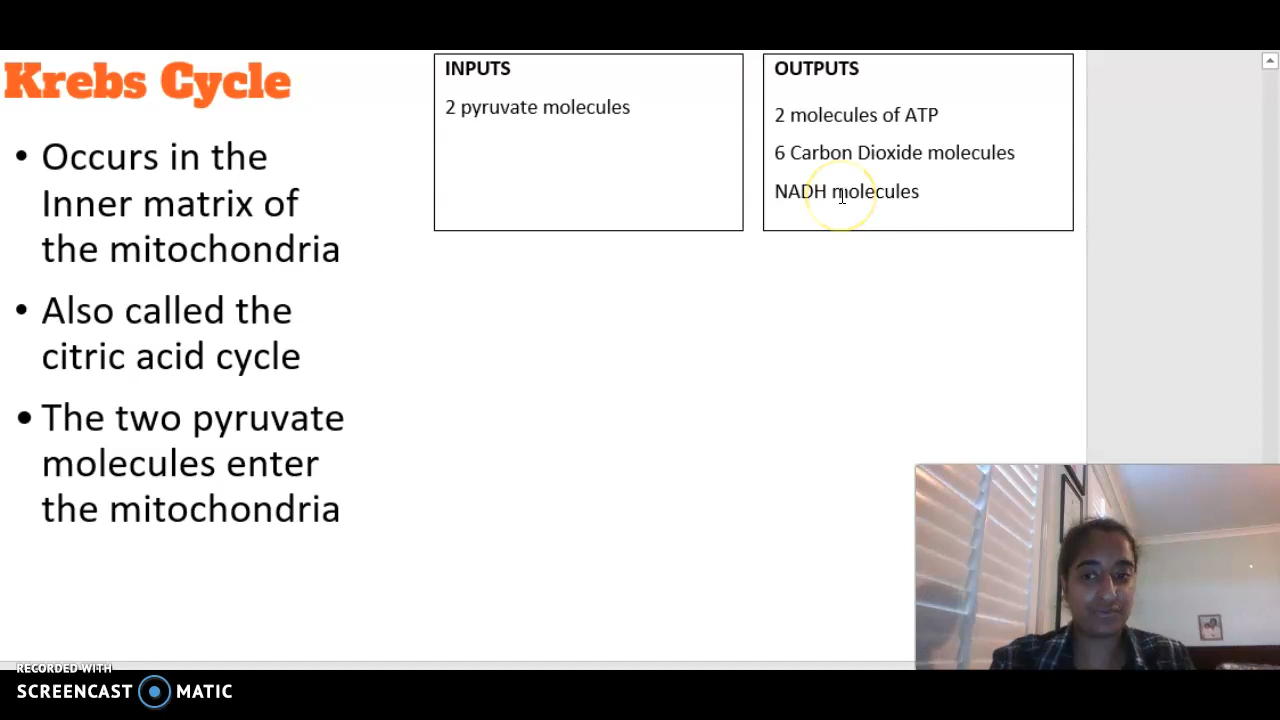 Krebs Cycle
• Occurs in the
Inner matrix of
the mitochondria
• Also called the
citric acid cycle
• The two pyruvate
molecules enter
the mitochondria
INPUTS
2 pyruvate molecules
OUTPUTS
2 molecules of ATP
6 Carbon Dioxide molecules
NADH molecules
RECORDED WITH
SCREENCAST MATIC